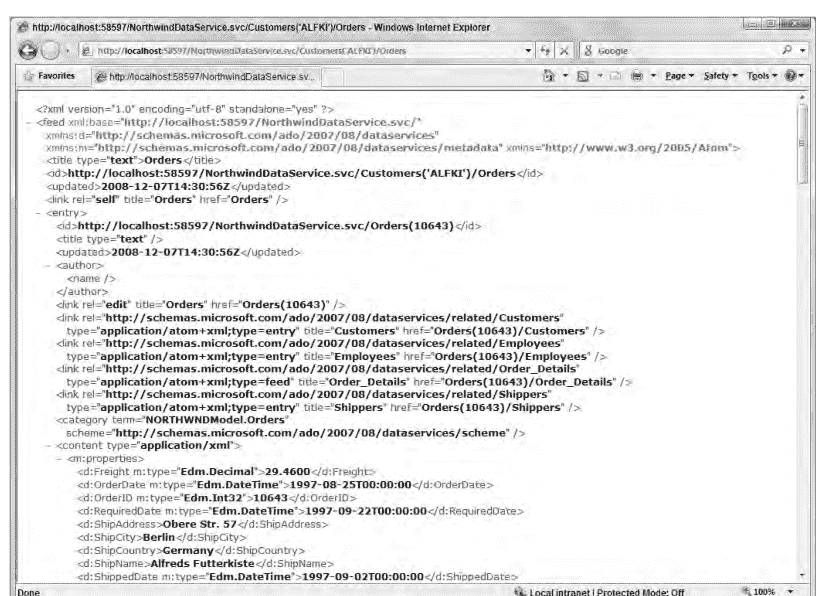 http://localhost:58597/NorthwindDataService.svc/Customers('ALFKI')/Orders - Windows Internet Explorer
http://localhost:58597/NorthwindDataService.svc/Customers('ALFKI')/Orders
Google
Favorites
http://localhost:58597/NorthwindDataService.sv...
Page
Safety
Tools
<?xml version="1.0" encoding="utf-8" standalone="yes" ?>
- <feed xml:base="http://localhost:58597/NorthwindDataService.svc/"
xmlns:d="http://schemas.microsoft.com/ado/2007/08/dataservices"
xmlns:m="http://schemas.microsoft.com/ado/2007/08/dataservices/metadata" xmlns="http://www.w3.org/2005/Atom">
<title type="text">Orders</title>
<id>http://localhost:58597/NorthwindDataService.svc/Customers('ALFKI')/Orders</id>
<updated>2008-12-07T14:30:56Z</updated>
<link rel="self" title="Orders" href="Orders" />
- <entry>
<id>http://localhost:58597/NorthwindDataService.svc/Orders(10643)</id>
<title type="text" />
<updated>2008-12-07T14:30:56Z</updated>
- <author>
<name />
</author>
<link rel="edit" title="Orders" href="Orders(10643)" />
<link rel="http://schemas.microsoft.com/ado/2007/08/dataservices/related/Customers"
type="application/atom+xml;type=entry" title="Customers" href="Orders(10643)/Customers" />
<link rel="http://schemas.microsoft.com/ado/2007/08/dataservices/related/Employees"
type="application/atom+xml;type=entry" title="Employees" href="Orders(10643)/Employees" />
<link rel="http://schemas.microsoft.com/ado/2007/08/dataservices/related/Order_Details"
type="application/atom+xml;type=feed" title="Order_Details" href="Orders(10643)/Order_Details" />
<link rel="http://schemas.microsoft.com/ado/2007/08/dataservices/related/Shippers"
type="application/atom+xml;type=entry" title="Shippers" href="Orders(10643)/Shippers" />
<category term="NORTHWNDModel.Orders"
scheme="http://schemas.microsoft.com/ado/2007/08/dataservices/scheme" />
- <content type="application/xml">
- <m:properties>
<d:Freight m:type="Edm.Decimal">29.4600</d:Freight>
<d:OrderDate m:type="Edm.DateTime">1997-08-25T00:00:00</d:OrderDate>
<d:OrderID m:type="Edm.Int32">10643</d:OrderID>
<d:RequiredDate m:type="Edm.DateTime">1997-09-22T00:00:00</d:RequiredDate>
<d:ShipAddress>Obere Str. 57</d:ShipAddress>
<d:ShipCity>Berlin</d:ShipCity>
<d:ShipCountry>Germany</d:ShipCountry>
<d:ShipName>Alfreds Futterkiste</d:ShipName>
<d:ShippedDate m:type="Edm.DateTime">1997-09-02T00:00:00</d:ShippedDate>
Done
Local intranet | Protected Mode: Off
100%